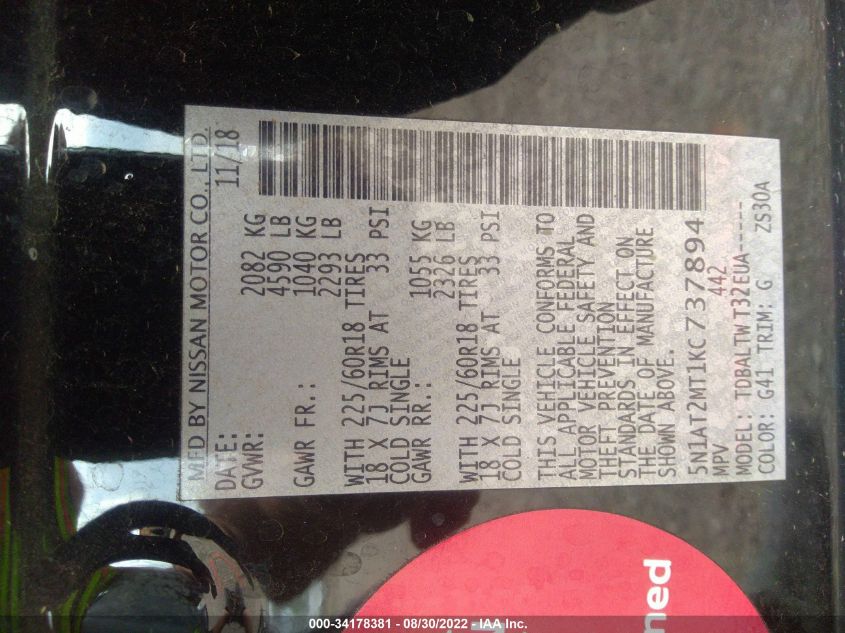 MFD BY NISSAN MOTOR CO., LTD.
DATE: 11/18
GVWR: 2082 KG
4590 LB
GAWR FR.: 1040 KG
2293 LB
WITH 225/60R18 TIRES
18 X 7J RIMS AT 33 PSI
COLD SINGLE
GAWR RR.: 1055 KG
2326 LB
WITH 225/60R18 TIRES
18 X 7J RIMS AT 33 PSI
COLD SINGLE
THIS VEHICLE CONFORMS TO
ALL APPLICABLE FEDERAL
MOTOR VEHICLE SAFETY AND
THEFT PREVENTION
STANDARDS IN EFFECT ON
THE DATE OF MANUFACTURE
SHOWN ABOVE.
5N1AT2MT1KC737894
MPV 442
MODEL: TDBALTWT32EUA-----
COLOR: G41 TRIM: G ZS30A
ned
000-34178381 - 08/30/2022 - IAA Inc.